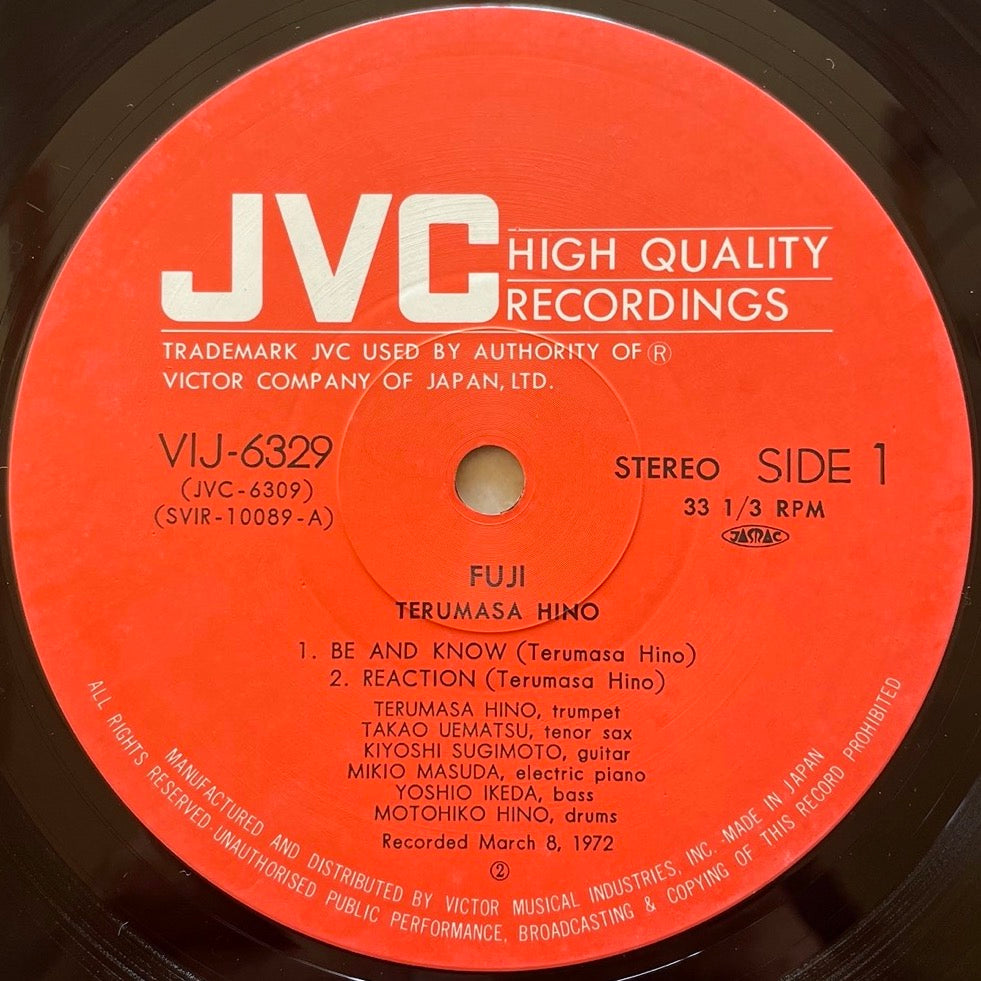 JVC HIGH QUALITY
RECORDINGS
TRADEMARK JVC USED BY AUTHORITY OF ®
VICTOR COMPANY OF JAPAN, LTD.
VIJ-6329
(JVC-6309)
(SVIR-10089-A)
STEREO SIDE 1
33 1/3 RPM
JASRAC
FUJI
TERUMASA HINO
1. BE AND KNOW (Terumasa Hino)
2. REACTION (Terumasa Hino)
TERUMASA HINO, trumpet
TAKAO UEMATSU, tenor sax
KIYOSHI SUGIMOTO, guitar
MIKIO MASUDA, electric piano
YOSHIO IKEDA, bass
MOTOHIKO HINO, drums
Recorded March 8, 1972
②
MANUFACTURED AND DISTRIBUTED BY VICTOR MUSICAL INDUSTRIES, INC. MADE IN JAPAN
ALL RIGHTS RESERVED UNAUTHORISED PUBLIC PERFORMANCE, BROADCASTING & COPYING OF THIS RECORD PROHIBITED